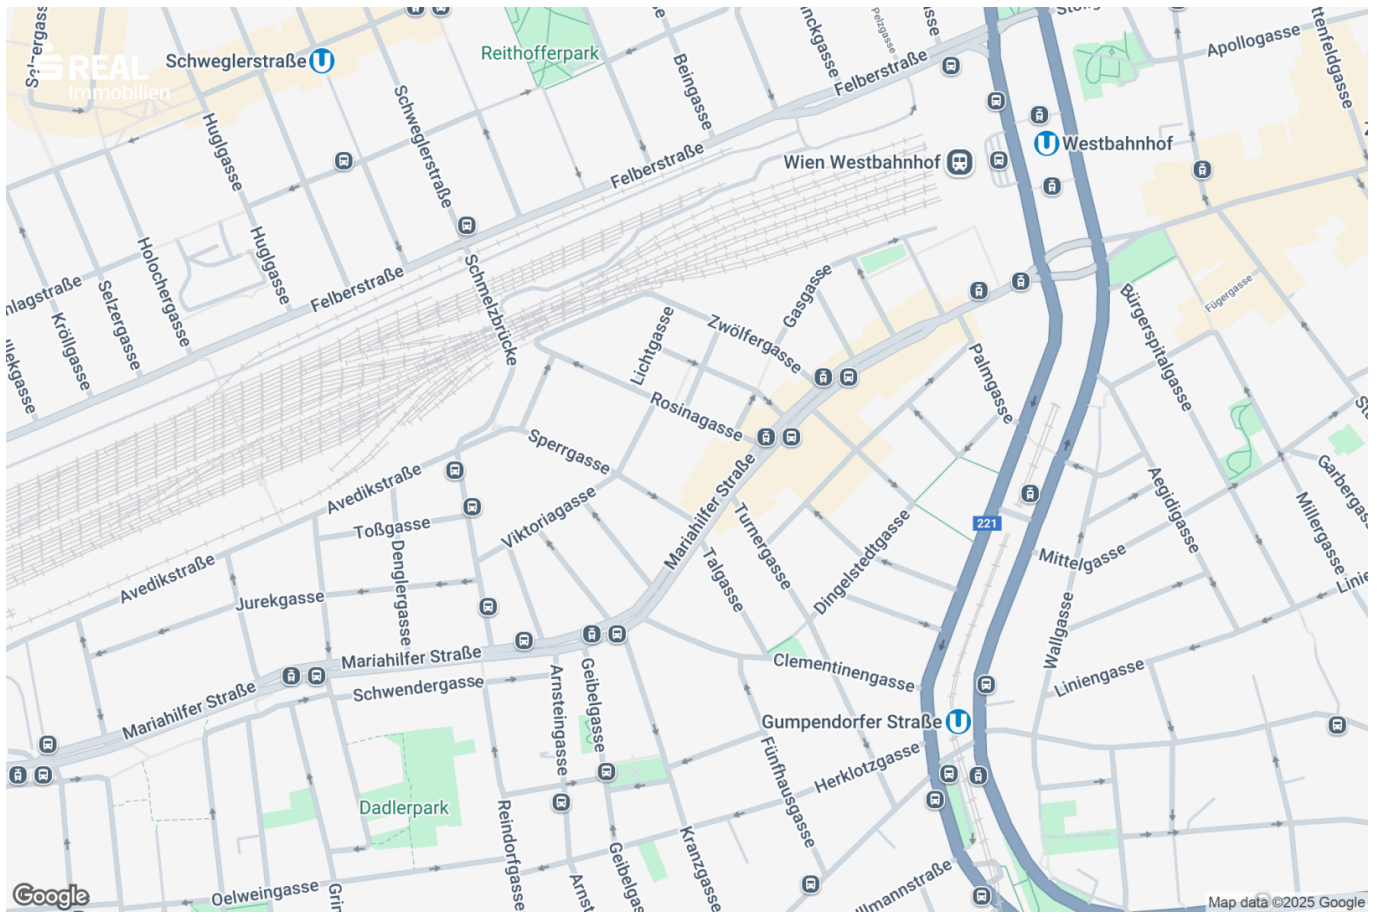 Reithofferpark
Schweglerstraße
REAL
Immobilien
Huglgasse
Schweglerstraße
Beingasse
Pelzgasse
Felberstraße
Apollogasse
Wien Westbahnhof
Westbahnhof
Felberstraße
Huglgasse
Holochergasse
Selzergasse
Kröllgasse
Felberstraße
Schmelzbrücke
Gasgasse
Zwölfergasse
Lichtgasse
Rosinagasse
Palmgasse
Bürgerspitalgasse
Fügergasse
Sperrgasse
Avedikstraße
Toßgasse
Viktoriagasse
Mariahilfer Straße
Turnergasse
Talgasse
Dingelstedtgasse
221
Mittelgasse
Aegidigasse
Millergasse
Garbergasse
Avedikstraße
Jurekgasse
Denglergasse
Mariahilfer Straße
Schwendergasse
Mariahilfer Straße
Clementinengasse
Wallgasse
Liniengasse
Gumpendorfer Straße
Arnsteingasse
Geibelgasse
Fünfhausgasse
Herklotzgasse
Dadlerpark
Reindorfgasse
Kranzgasse
Oelweingasse
Google
Map data ©2025 Google